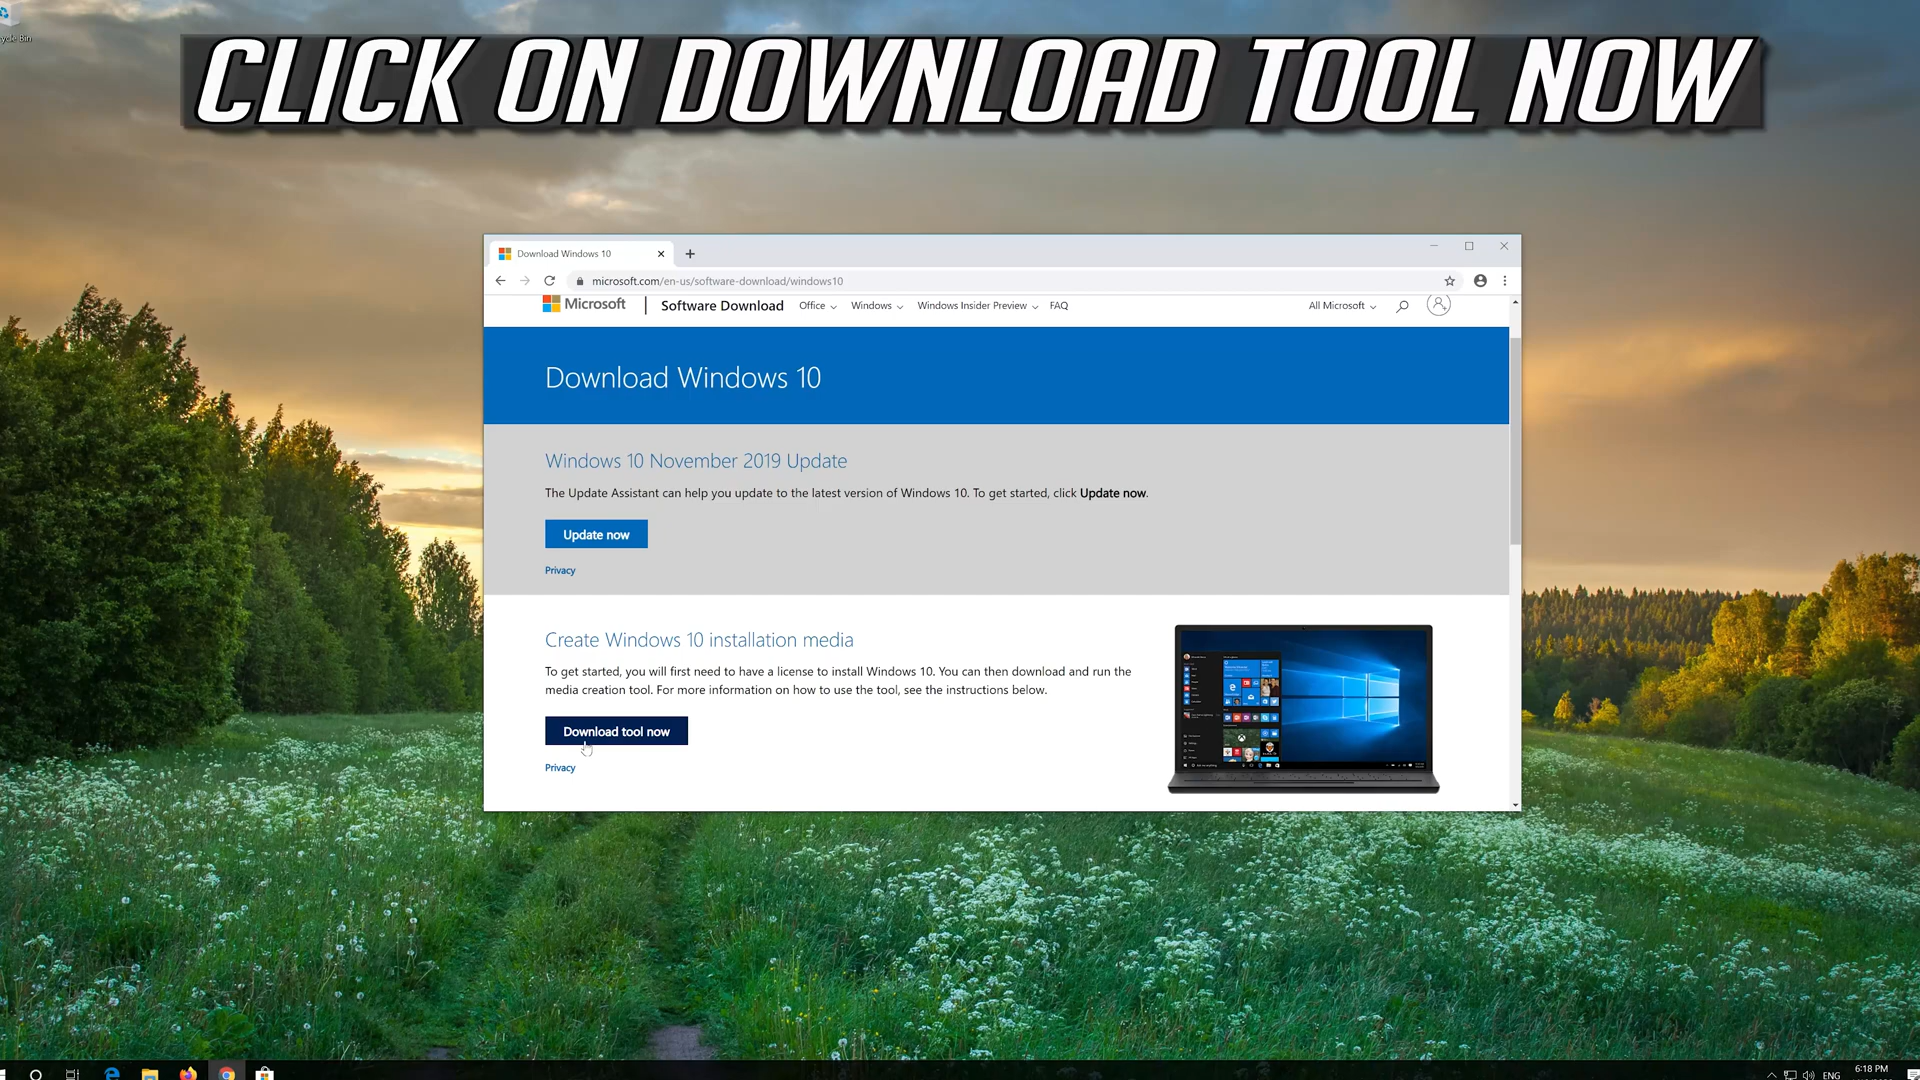 CLICK ON DOWNLOAD TOOL NOW
Download Windows 10
microsoft.com/en-us/software-download/windows10
Microsoft | Software Download Office Windows Windows Insider Preview FAQ All Microsoft
Download Windows 10
Windows 10 November 2019 Update
The Update Assistant can help you update to the latest version of Windows 10. To get started, click Update now.
Update now
Privacy
Create Windows 10 installation media
To get started, you will first need to have a license to install Windows 10. You can then download and run the
media creation tool. For more information on how to use the tool, see the instructions below.
Download tool now
Privacy
ENG
6:18 PM